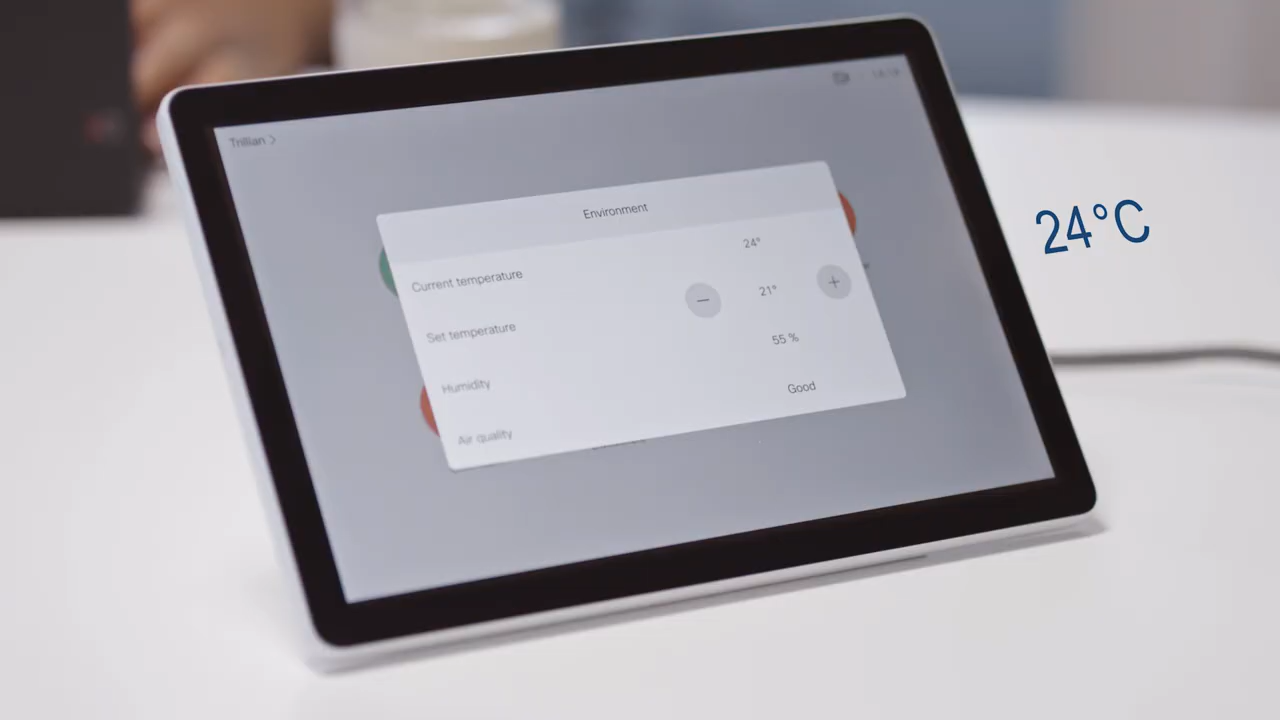 Trillian >
Environment
Current temperature 24°
Set temperature − 21° +
Humidity 55 %
Air quality Good
24°C